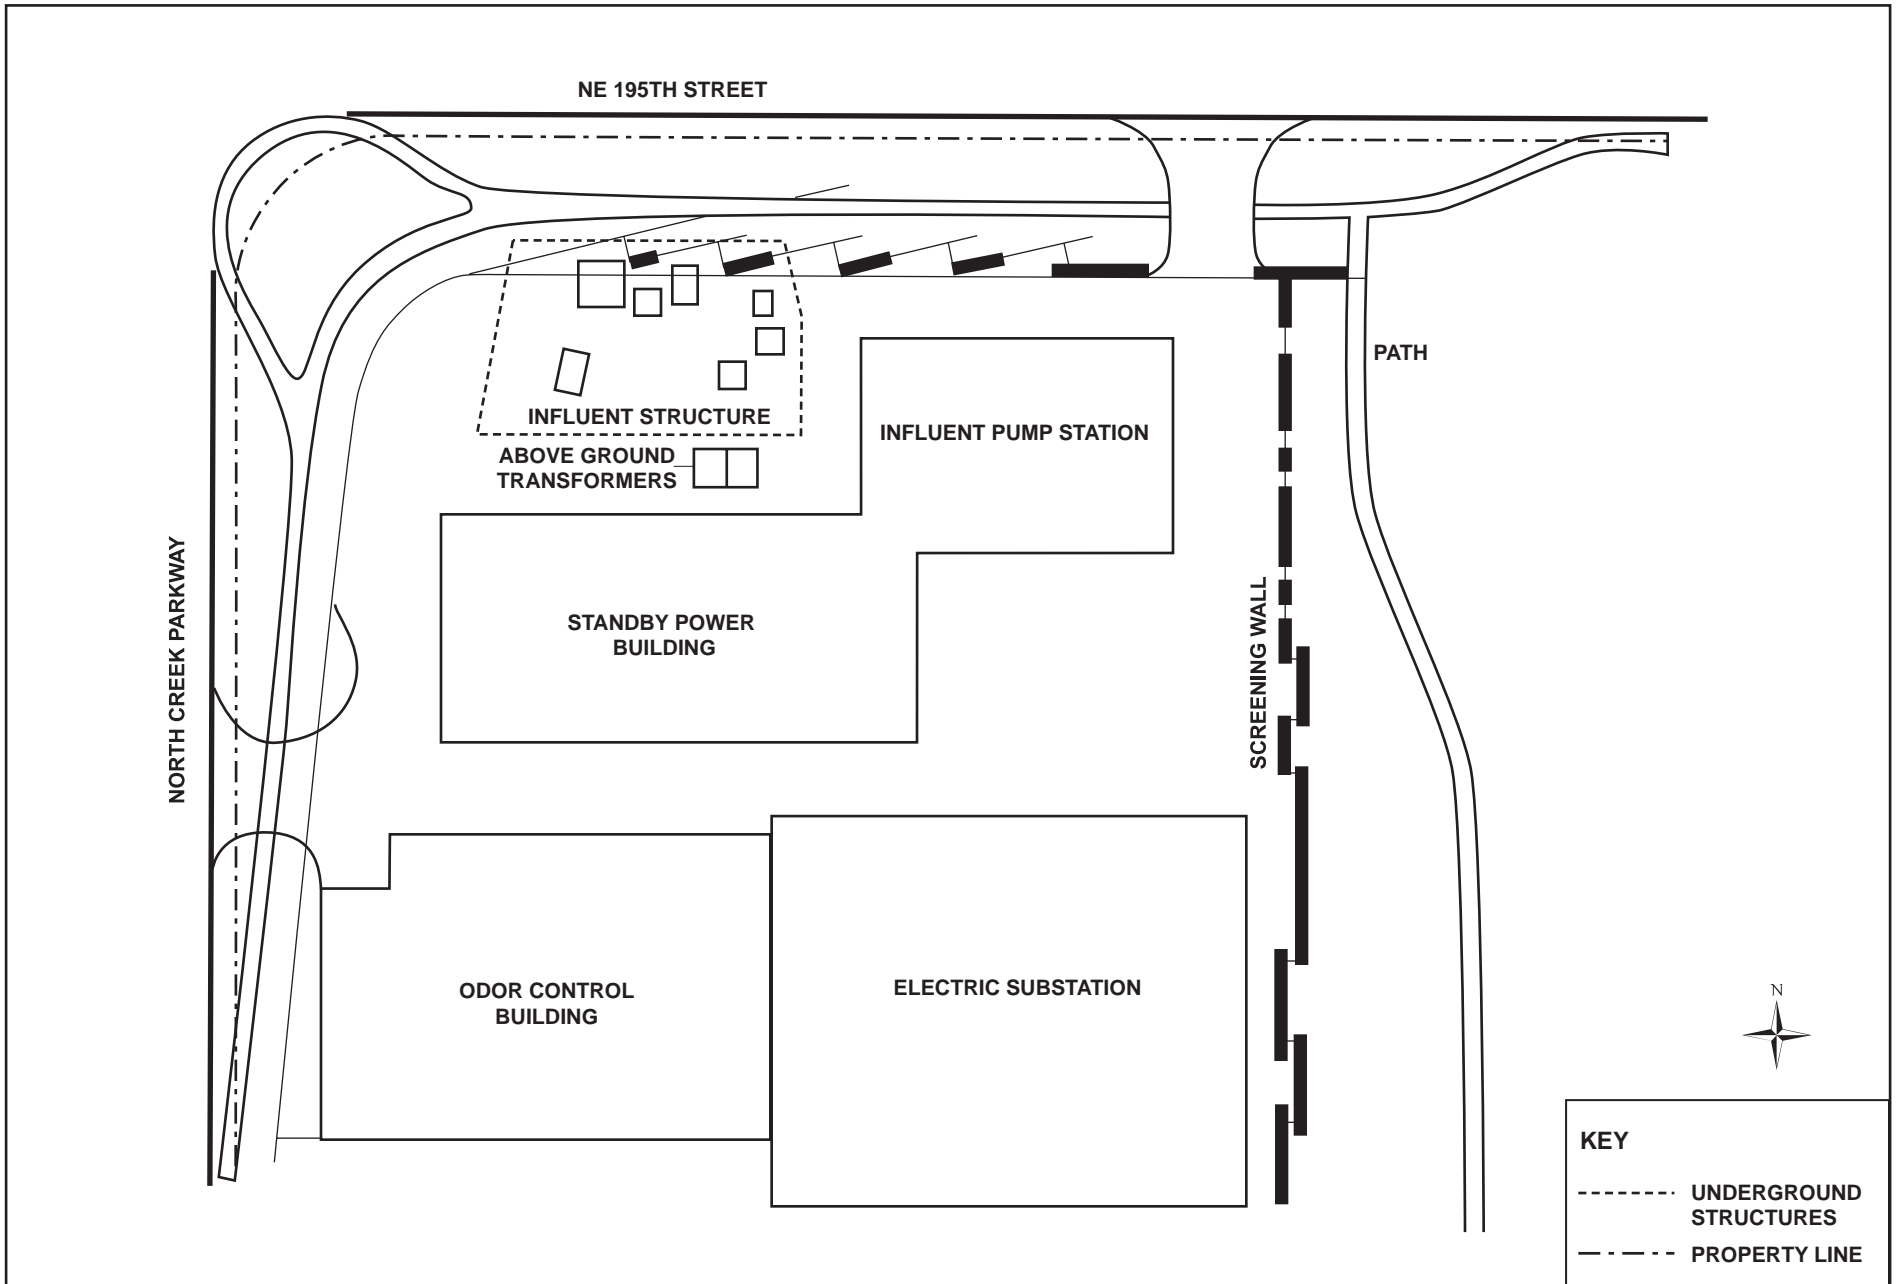 NE 195TH STREET
PATH
INFLUENT STRUCTURE
INFLUENT PUMP STATION
ABOVE GROUND
TRANSFORMERS
NORTH CREEK PARKWAY
STANDBY POWER
BUILDING
SCREENING WALL
ODOR CONTROL
BUILDING
ELECTRIC SUBSTATION
N
KEY
UNDERGROUND
STRUCTURES
PROPERTY LINE